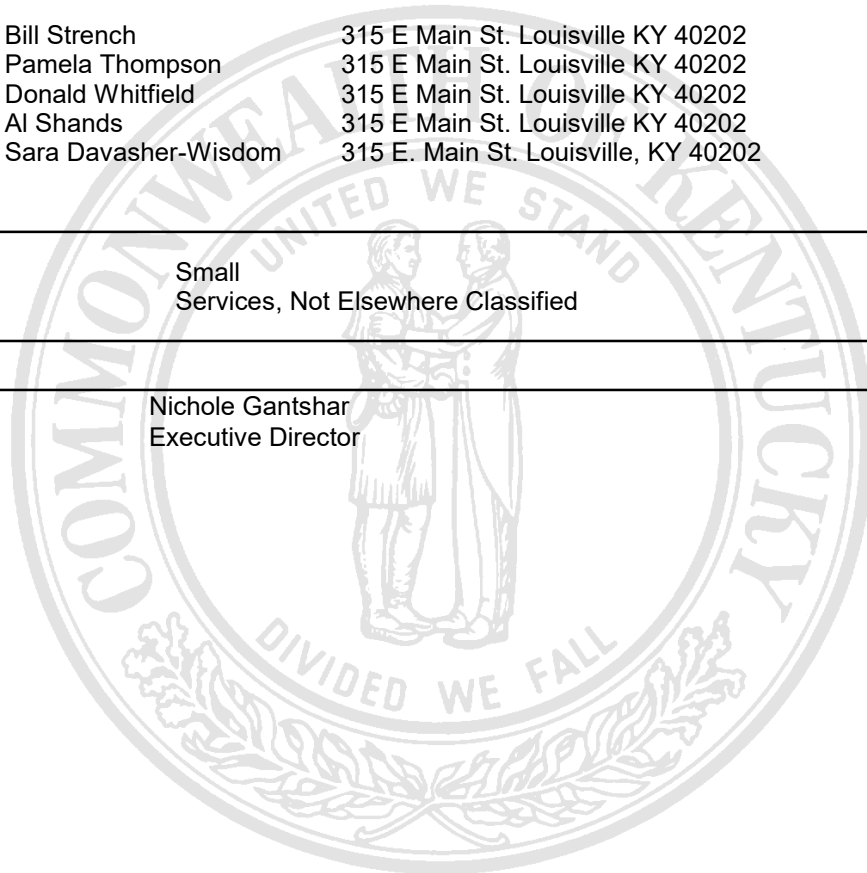 Bill Strench 315 E Main St. Louisville KY 40202
Pamela Thompson 315 E Main St. Louisville KY 40202
Donald Whitfield 315 E Main St. Louisville KY 40202
Al Shands 315 E Main St. Louisville KY 40202
Sara Davasher-Wisdom 315 E. Main St. Louisville, KY 40202
COMMONWEALTH OF KENTUCKY
UNITED WE STAND
Small
Services, Not Elsewhere Classified
Nichole Gantshar
Executive Director
DIVIDED WE FALL